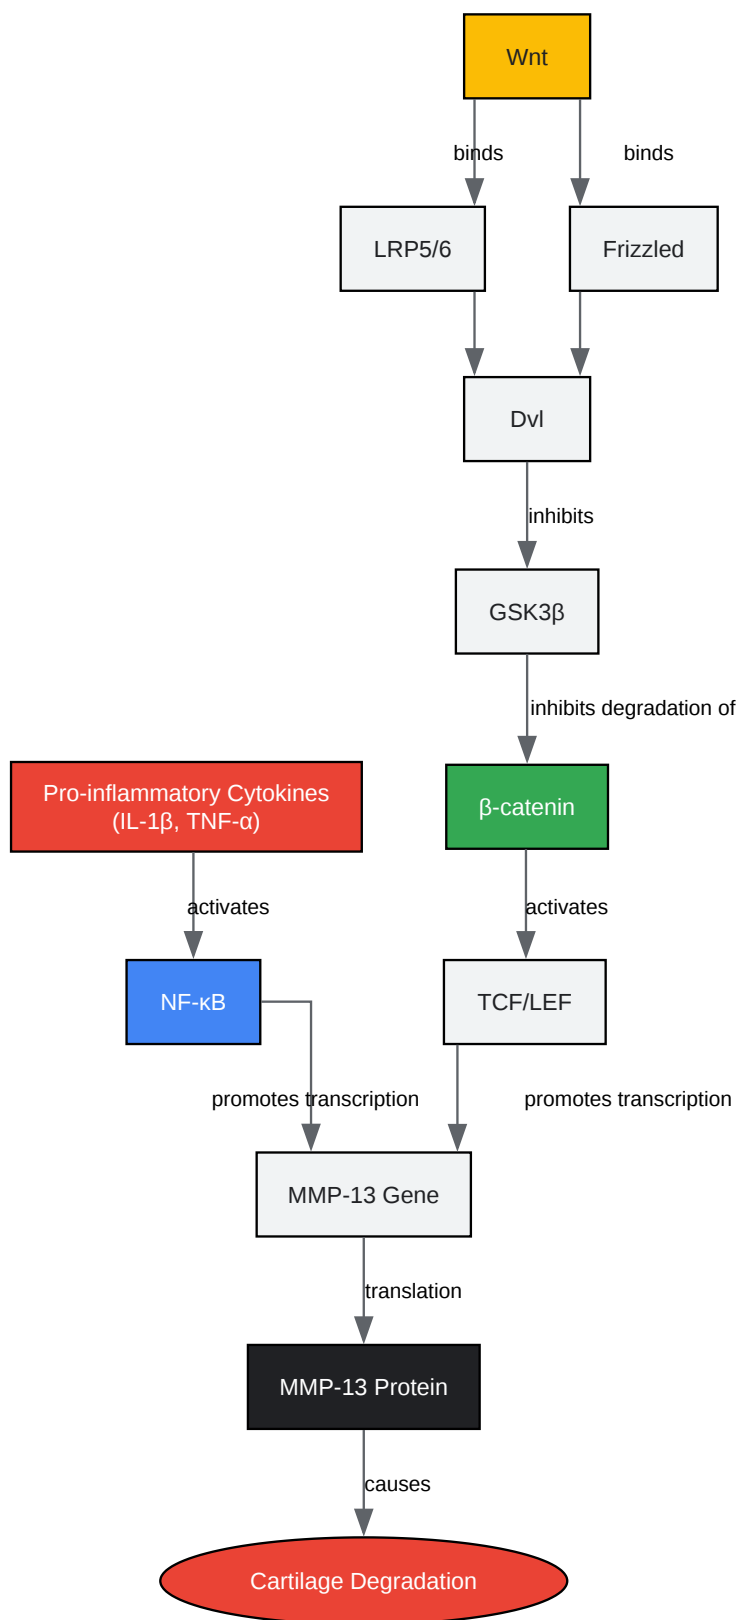 Wnt
binds
binds
LRP5/6
Frizzled
Dvl
inhibits
GSK3β
inhibits degradation of
Pro-inflammatory Cytokines
(IL-1β, TNF-α)
β-catenin
activates
activates
NF-κB
TCF/LEF
promotes transcription
promotes transcription
MMP-13 Gene
translation
MMP-13 Protein
causes
Cartilage Degradation